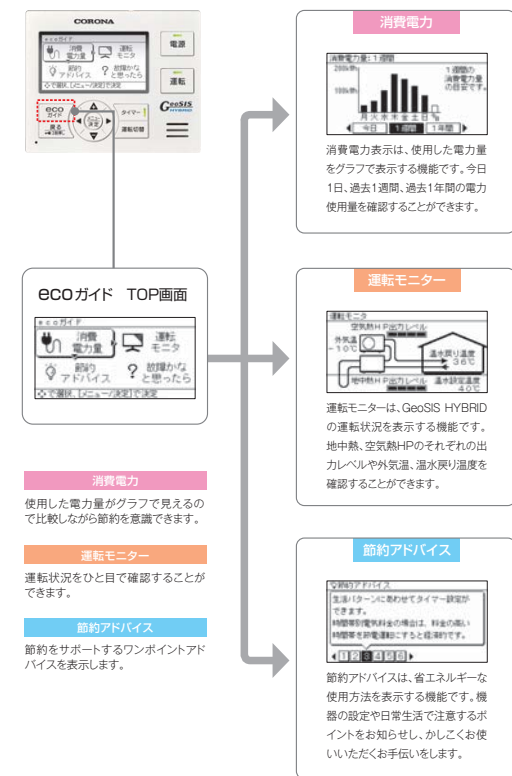 CORONA
ecoガイド
消費
電力量
運転
モニタ
節約
アドバイス
? 故障かな
と思ったら
で選択、[メニュー/決定]で決定
電源
運転
eco
ガイド
戻る
メニュー
決定
タイマー
運転切替
GeoSIS
HYBRID
ecoガイド TOP画面
ecoガイド
消費
電力量
運転
モニタ
節約
アドバイス
? 故障かな
と思ったら
で選択、[メニュー/決定]で決定
消費電力
使用した電力量がグラフで見えるの
で比較しながら節約を意識できます。
運転モニター
運転状況をひと目で確認することが
できます。
節約アドバイス
節約をサポートするワンポイントアド
バイスを表示します。
消費電力
消費電力量:1週間
200kWh
100kWh
1週間の
消費電力量
の目安です。
月 火 水 木 金 土 日
今日 1週間 1年間
消費電力表示は、使用した電力量
をグラフで表示する機能です。今日
1日、過去1週間、過去1年間の電力
使用量を確認することができます。
運転モニター
運転モニタ
空気熱HP出力レベル
外気温
-10℃
温水戻り温度
36℃
地中熱HP出力レベル 温水設定温度
40℃
運転モニターは、GeoSIS HYBRID
の運転状況を表示する機能です。
地中熱、空気熱HPのそれぞれの出
力レベルや外気温、温水戻り温度を
確認することができます。
節約アドバイス
節約アドバイス
生活パターンにあわせてタイマー設定が
できます。
時間帯別電気料金の場合は、料金の高い
時間帯を節電運転にすると経済的です。
1 2 3 4 5 6
節約アドバイスは、省エネルギーな
使用方法を表示する機能です。機
器の設定や日常生活で注意するポ
イントをお知らせし、かしこくお使
いいただくお手伝いをします。